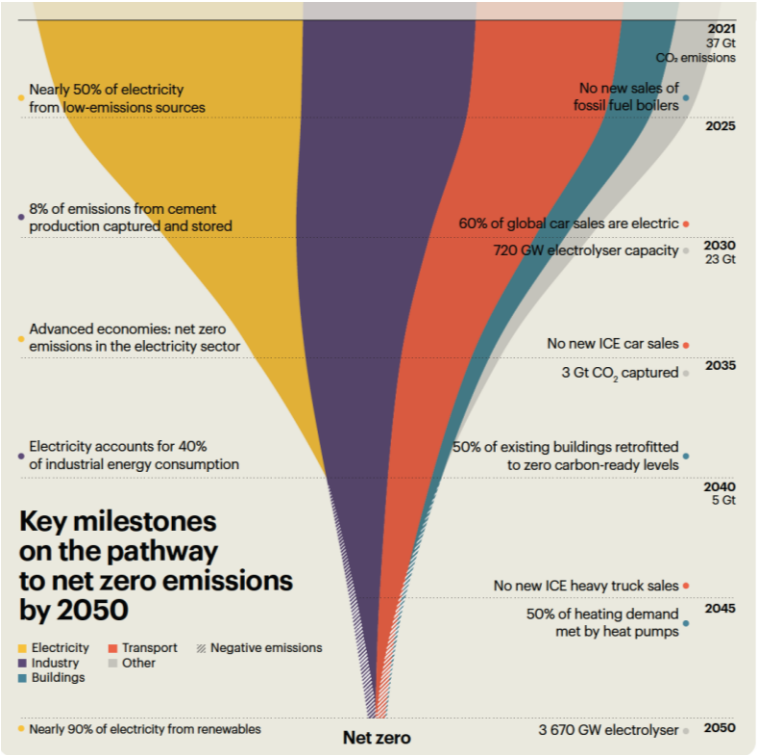 2021
37 Gt
CO₂ emissions
Nearly 50% of electricity
from low-emissions sources
No new sales of
fossil fuel boilers
2025
8% of emissions from cement
production captured and stored
60% of global car sales are electric
720 GW electrolyser capacity
2030
23 Gt
Advanced economies: net zero
emissions in the electricity sector
No new ICE car sales
3 Gt CO₂ captured
2035
Electricity accounts for 40%
of industrial energy consumption
50% of existing buildings retrofitted
to zero carbon-ready levels
2040
5 Gt
Key milestones
on the pathway
to net zero emissions
by 2050
No new ICE heavy truck sales
2045
50% of heating demand
met by heat pumps
Electricity
Transport
Negative emissions
Industry
Other
Buildings
Nearly 90% of electricity from renewables
Net zero
3 670 GW electrolyser
2050